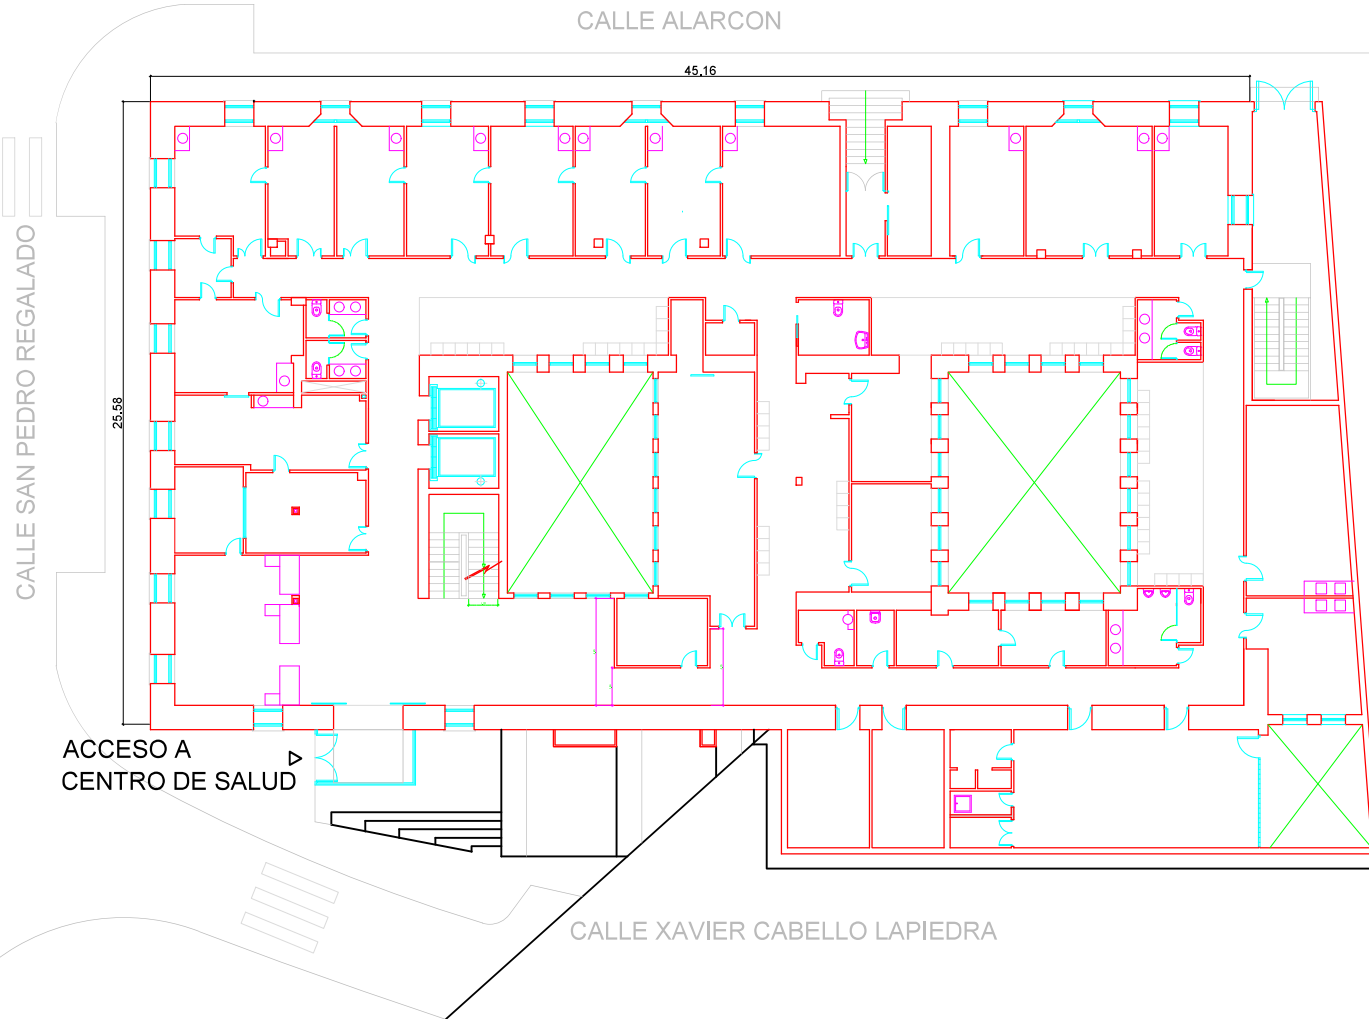 CALLE ALARCON
45.16
CALLE SAN PEDRO REGALADO
25.58
ACCESO A
CENTRO DE SALUD
CALLE XAVIER CABELLO LAPIEDRA